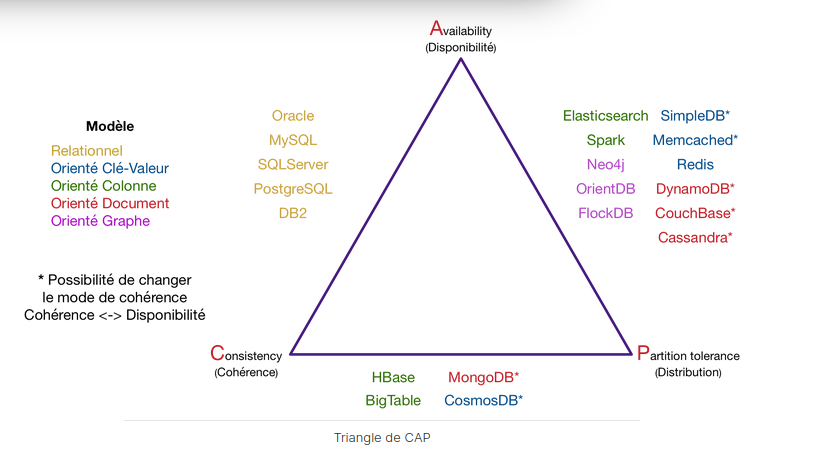 Availability
(Disponibilité)
Modèle
Relationnel
Orienté Clé-Valeur
Orienté Colonne
Orienté Document
Orienté Graphe
* Possibilité de changer
le mode de cohérence
Cohérence <-> Disponibilité
Oracle
MySQL
SQLServer
PostgreSQL
DB2
Elasticsearch SimpleDB*
Spark Memcached*
Neo4j Redis
OrientDB DynamoDB*
FlockDB CouchBase*
Cassandra*
Consistency
(Cohérence)
Partition tolerance
(Distribution)
HBase MongoDB*
BigTable CosmosDB*
Triangle de CAP